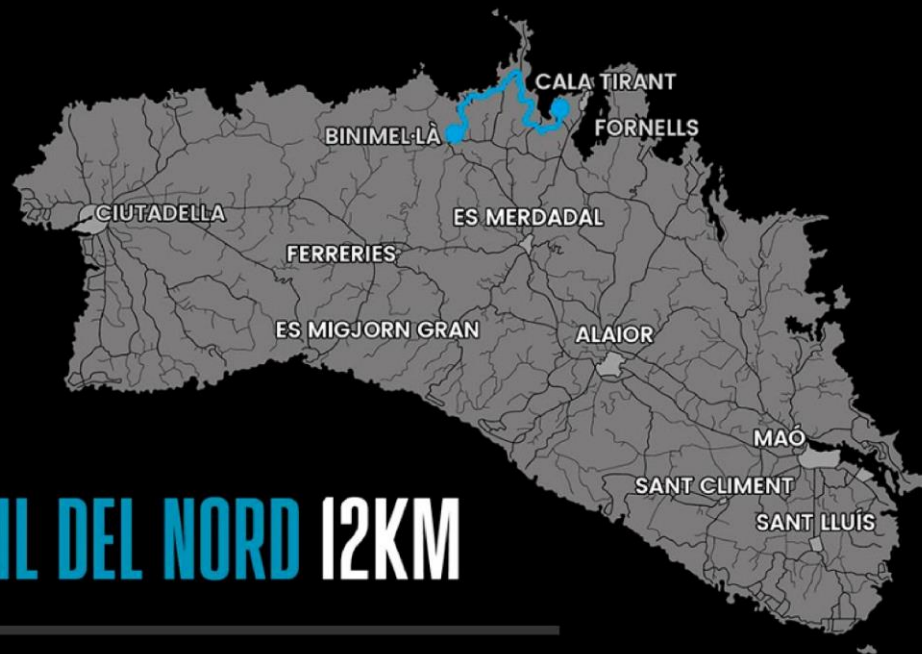 CALA TIRANT
BINIMEL·LÀ
FORNELLS
CIUTADELLA
ES MERDADAL
FERRERIES
ES MIGJORN GRAN
ALAIOR
MAÓ
SANT CLIMENT
SANT LLUÍS
IL DEL NORD 12KM